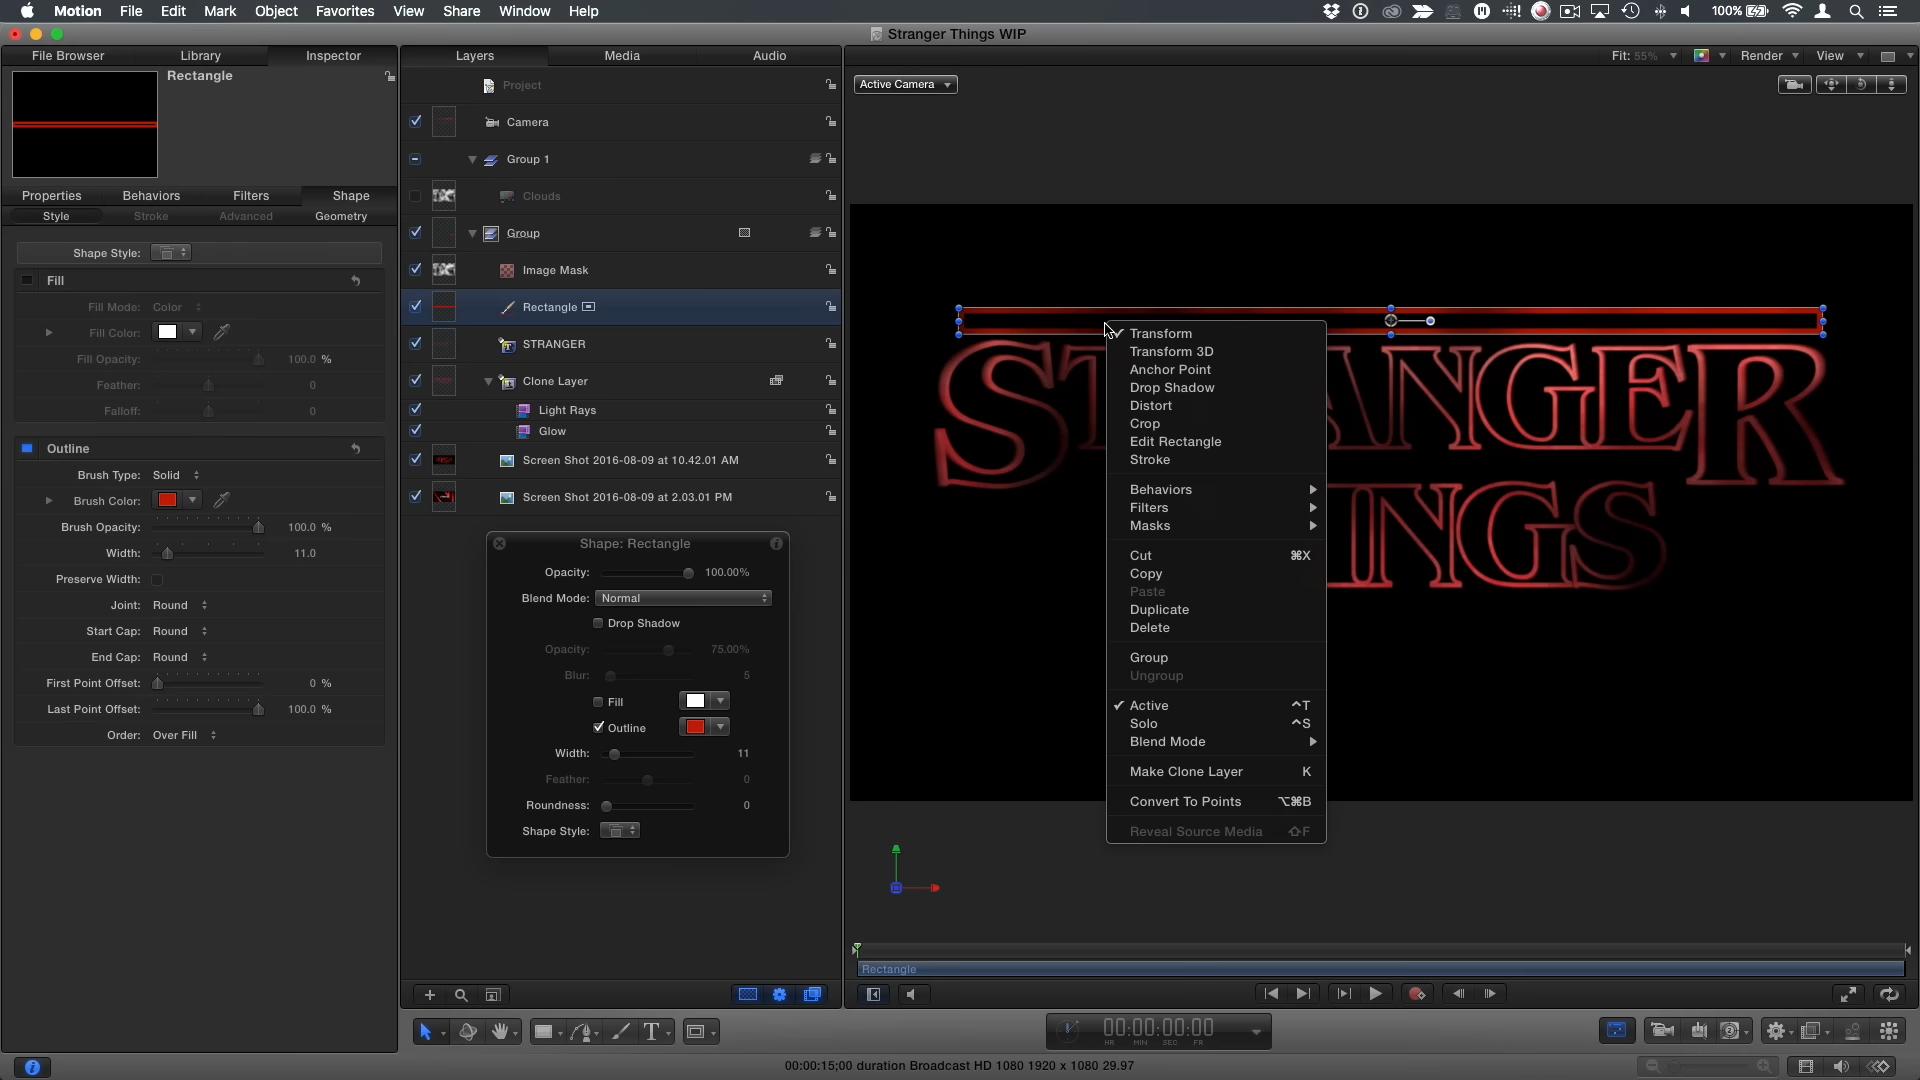 Motion File Edit Mark Object Favorites View Share Window Help 100%
Stranger Things WIP
File Browser Library Inspector Layers Media Audio Fit: 55% Render View
Rectangle
Active Camera
Project
Camera
Group 1
Clouds
Group
Image Mask
Rectangle
STRANGER
Clone Layer
Light Rays
Glow
Screen Shot 2016-08-09 at 10.42.01 AM
Screen Shot 2016-08-09 at 2.03.01 PM
Properties Behaviors Filters Shape
Style Stroke Advanced Geometry
Shape Style:
Fill
Fill Mode: Color
Fill Color:
Fill Opacity: 100.0 %
Feather: 0
Falloff: 0
Outline
Brush Type: Solid
Brush Color:
Brush Opacity: 100.0 %
Width: 11.0
Preserve Width:
Joint: Round
Start Cap: Round
End Cap: Round
First Point Offset: 0 %
Last Point Offset: 100.0 %
Order: Over Fill
Shape: Rectangle
Opacity: 100.00%
Blend Mode: Normal
Drop Shadow
Opacity: 75.00%
Blur: 5
Fill
Outline
Width: 11
Feather: 0
Roundness: 0
Shape Style:
✓ Transform
Transform 3D
Anchor Point
Drop Shadow
Distort
Crop
Edit Rectangle
Stroke
Behaviors
Filters
Masks
Cut ⌘X
Copy
Paste
Duplicate
Delete
Group
Ungroup
✓ Active ^T
Solo ^S
Blend Mode
Make Clone Layer K
Convert To Points ⌥⌘B
Reveal Source Media ⇧F
ST ANGER
INGS
Rectangle
00:00:00:00
HR MIN SEC FR
00:00:15;00 duration Broadcast HD 1080 1920 x 1080 29.97